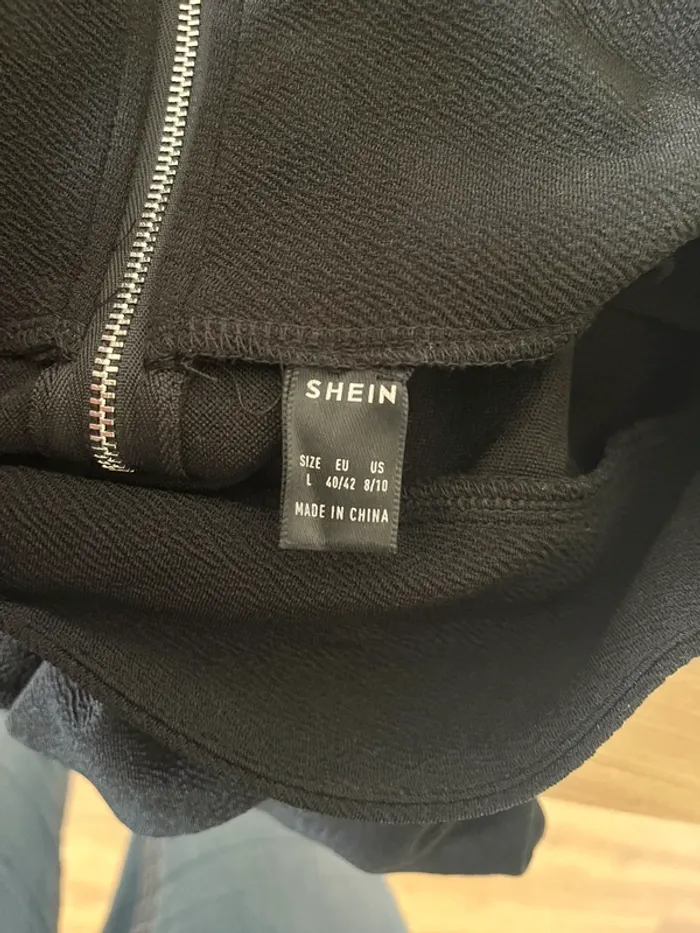 SHEIN
SIZE EU US
L 40/42 8/10
MADE IN CHINA